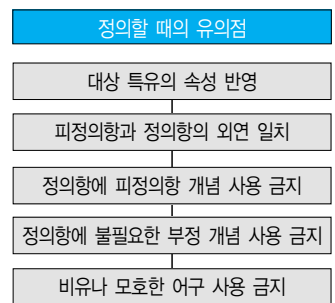 정의할 때의 유의점
대상 특유의 속성 반영
피정의항과 정의항의 외연 일치
정의항에 피정의항 개념 사용 금지
정의항에 불필요한 부정 개념 사용 금지
비유나 모호한 어구 사용 금지